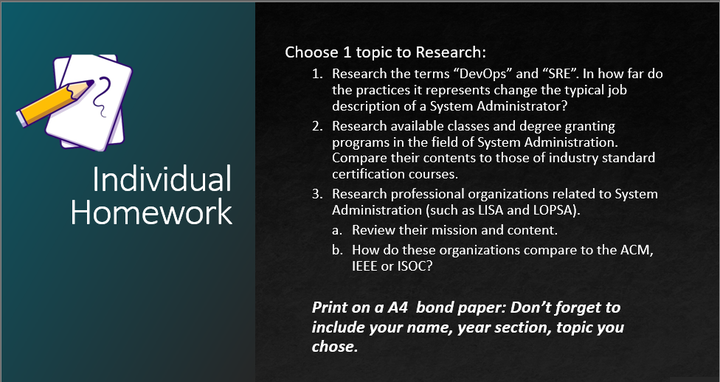 Individual
Homework
Choose 1 topic to Research:
1. Research the terms “DevOps” and “SRE”. In how far do
the practices it represents change the typical job
description of a System Administrator?
2. Research available classes and degree granting
programs in the field of System Administration.
Compare their contents to those of industry standard
certification courses.
3. Research professional organizations related to System
Administration (such as LISA and LOPSA).
a. Review their mission and content.
b. How do these organizations compare to the ACM,
IEEE or ISOC?
Print on a A4 bond paper: Don’t forget to
include your name, year section, topic you
chose.